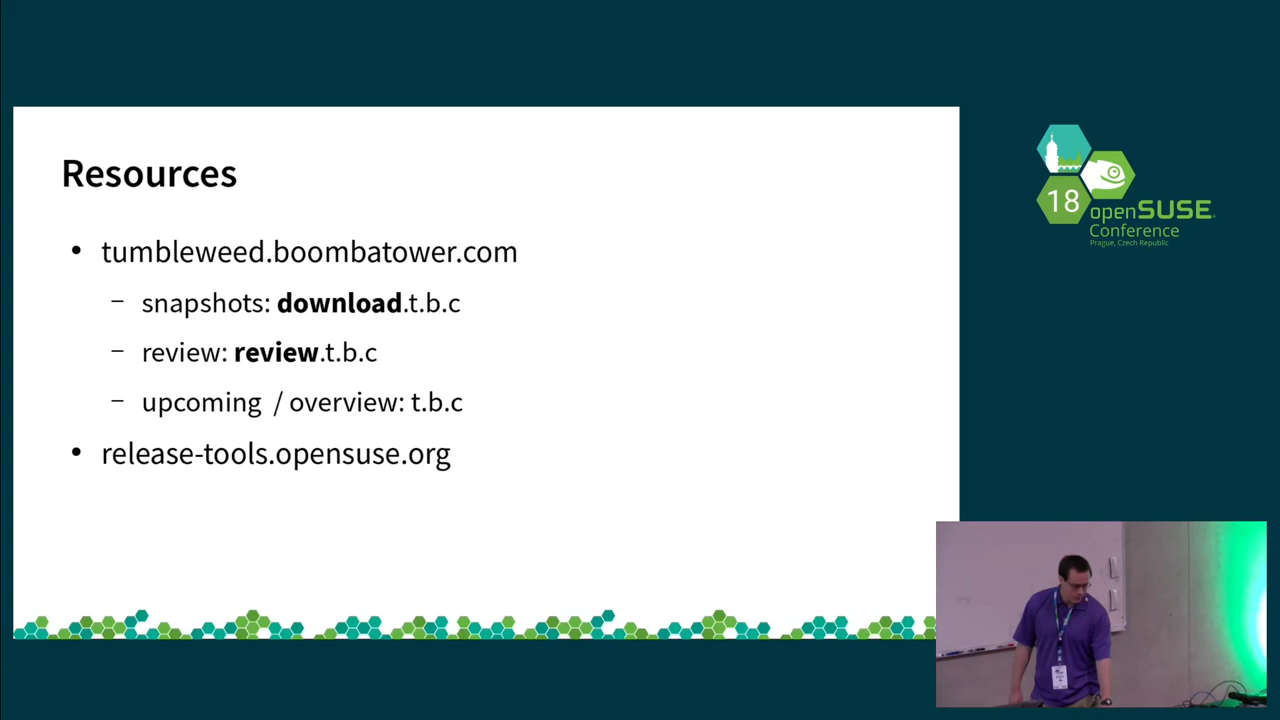 Resources
• tumbleweed.boombatower.com
– snapshots: download.t.b.c
– review: review.t.b.c
– upcoming / overview: t.b.c
• release-tools.opensuse.org
18
openSUSE
Conference
Prague, Czech Republic